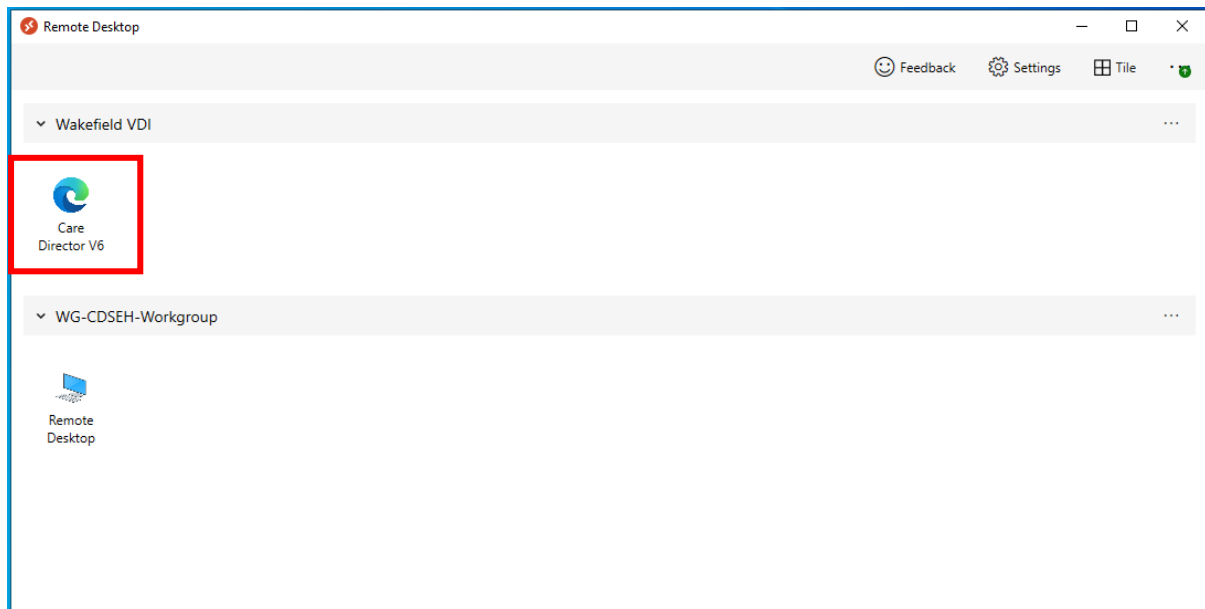 Remote Desktop
Feedback
Settings
Tile
Wakefield VDI
Care
Director V6
WG-CDSEH-Workgroup
Remote
Desktop